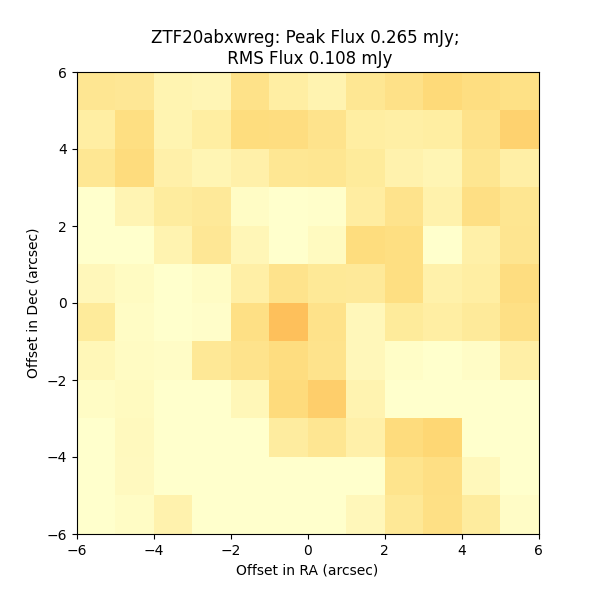 ZTF20abxwreg: Peak Flux 0.265 mJy;
RMS Flux 0.108 mJy
6
4
2
0
−2
−4
−6
Offset in Dec (arcsec)
−6 −4 −2 0 2 4 6
Offset in RA (arcsec)